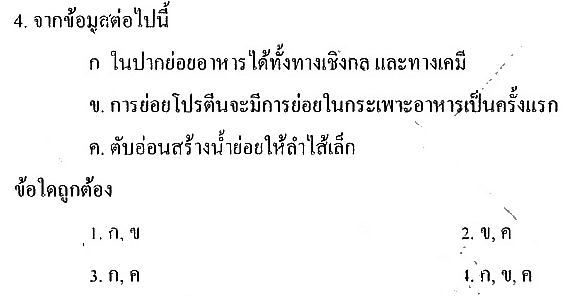 4. จากข้อมูลต่อไปนี้
ก ในปากย่อยอาหารได้ทั้งทางเชิงกล และทางเคมี
ข. การย่อยโปรตีนจะมีการย่อยในกระเพาะอาหารเป็นครั้งแรก
ค. ตับอ่อนสร้างน้ำย่อยให้ลำไส้เล็ก
ข้อใดถูกต้อง
1. ก, ข 2. ข, ค
3. ก, ค 4. ก, ข, ค